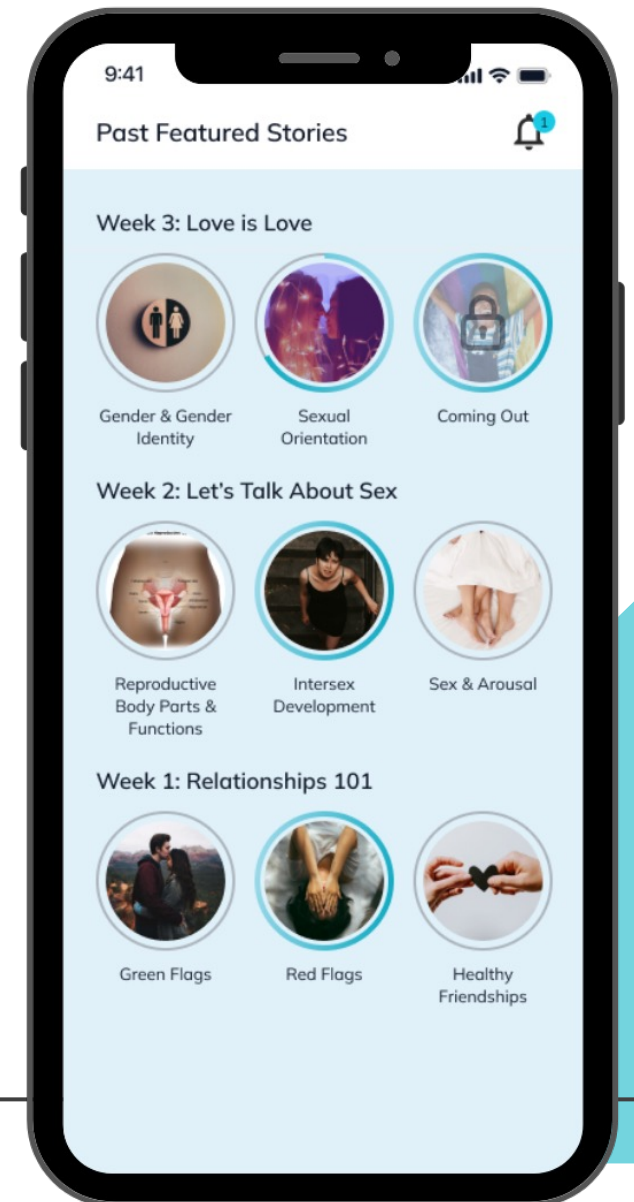 9:41
Past Featured Stories
1
Week 3: Love is Love
Gender & Gender
Identity
Sexual
Orientation
Coming Out
Week 2: Let's Talk About Sex
Reproductive
Body Parts &
Functions
Intersex
Development
Sex & Arousal
Week 1: Relationships 101
Green Flags
Red Flags
Healthy
Friendships